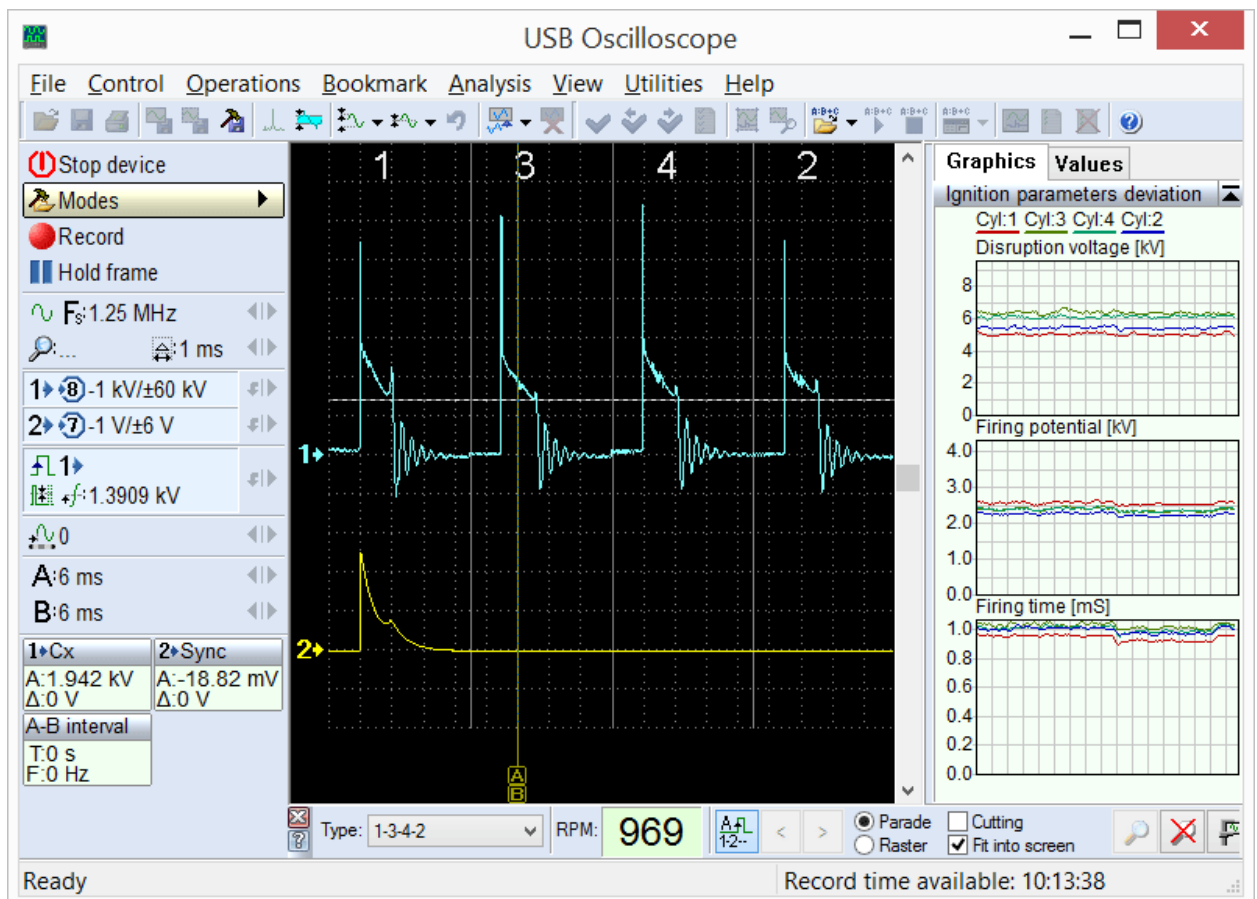 USB Oscilloscope
File Control Operations Bookmark Analysis View Utilities Help
A:B+C A:B+C A:B+C A:B+C
Stop device
Modes
Record
Hold frame
Fs:1.25 MHz
:... :1 ms
1 8 -1 kV/±60 kV
2 7 -1 V/±6 V
1
f:1.3909 kV
0
A:6 ms
B:6 ms
1 Cx 2 Sync
A:1.942 kV A:-18.82 mV
Δ:0 V Δ:0 V
A-B interval
T:0 s
F:0 Hz
1 3 4 2
1
2
A
B
Graphics Values
Ignition parameters deviation
Cyl:1 Cyl:3 Cyl:4 Cyl:2
Disruption voltage [kV]
8
6
4
2
0
Firing potential [kV]
4.0
3.0
2.0
1.0
0.0
Firing time [mS]
1.0
0.8
0.6
0.4
0.2
0.0
Type: 1-3-4-2 RPM: 969 A 1-2-- < > Parade Cutting
Raster Fit into screen
Ready Record time available: 10:13:38